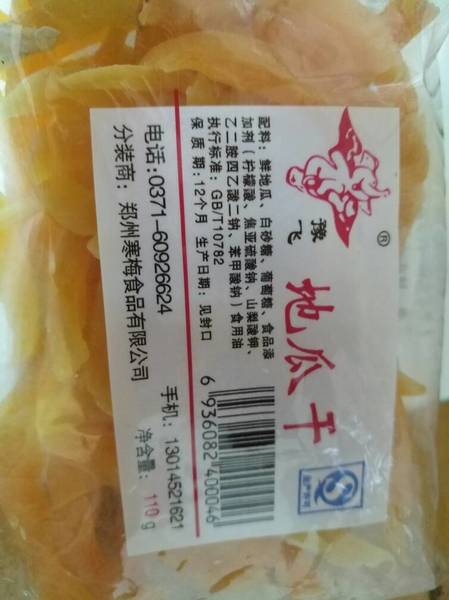 ®
豫飞
地瓜干
配料：鲜地瓜、白砂糖、葡萄糖、食品添
加剂（柠檬酸、焦亚硫酸钠、山梨酸钾、
乙二胺四乙酸二钠、苯甲酸钠）食用油
执行标准：GB/T10782
保 质 期：12个月 生产日期：见封口
6 936082 400046
电话:0371-60926624
手机：13014521621
分装商：郑州寒梅食品有限公司
净含量：110g